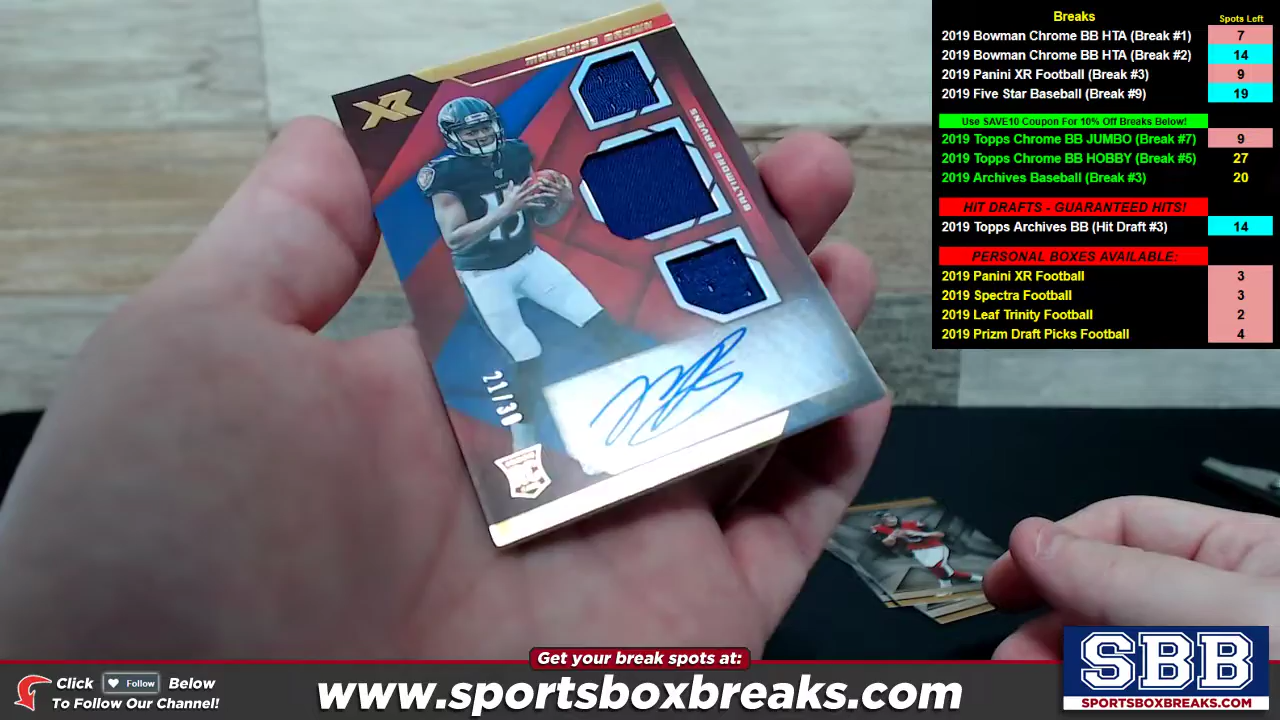 MARQUISE BROWN
XR
BALTIMORE RAVENS
15
21/30
Breaks Spots Left
2019 Bowman Chrome BB HTA (Break #1) 7
2019 Bowman Chrome BB HTA (Break #2) 14
2019 Panini XR Football (Break #3) 9
2019 Five Star Baseball (Break #9) 19
Use SAVE10 Coupon For 10% Off Breaks Below!
2019 Topps Chrome BB JUMBO (Break #7) 9
2019 Topps Chrome BB HOBBY (Break #5) 27
2019 Archives Baseball (Break #3) 20
HIT DRAFTS - GUARANTEED HITS!
2019 Topps Archives BB (Hit Draft #3) 14
PERSONAL BOXES AVAILABLE:
2019 Panini XR Football 3
2019 Spectra Football 3
2019 Leaf Trinity Football 2
2019 Prizm Draft Picks Football 4
Get your break spots at:
Click Follow Below
To Follow Our Channel!
www.sportsboxbreaks.com
SBB
SPORTSBOXBREAKS.COM